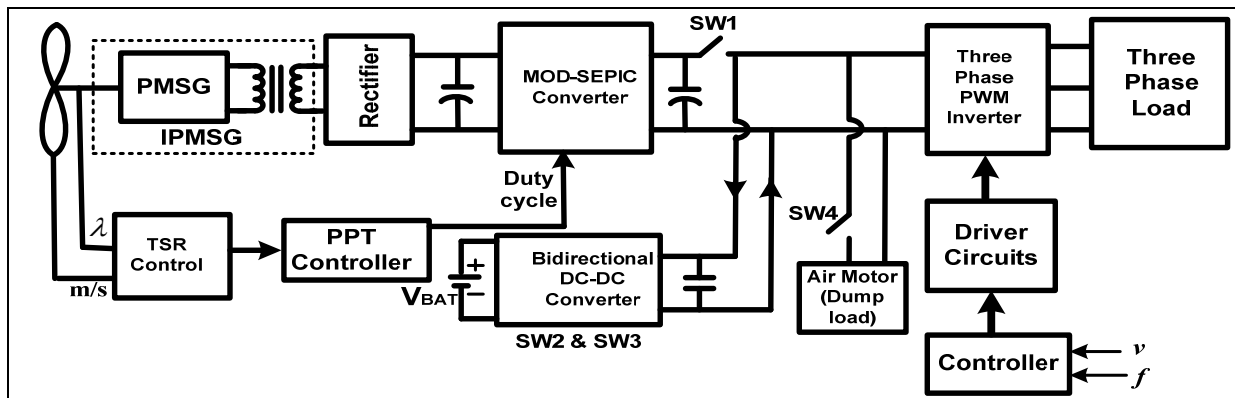 SW1
PMSG
IPMSG
Rectifier
MOD-SEPIC
Converter
Three
Phase
PWM
Inverter
Three
Phase
Load
Duty
cycle
λ
TSR
Control
m/s
PPT
Controller
VBAT
+
−
Bidirectional
DC-DC
Converter
SW2 & SW3
SW4
Air Motor
(Dump
load)
Driver
Circuits
Controller
v
f